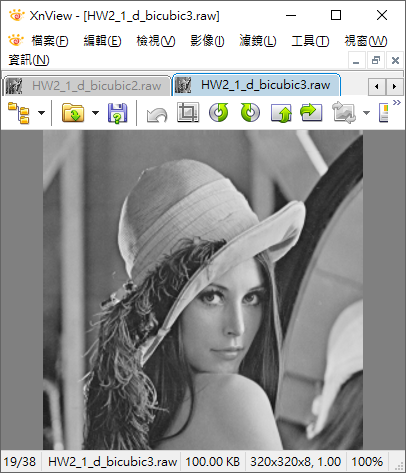 XnView - [HW2_1_d_bicubic3.raw]
檔案(F) 編輯(E) 檢視(V) 影像(I) 濾鏡(L) 工具(T) 視窗(W)
資訊(N)
HW2_1_d_bicubic2.raw HW2_1_d_bicubic3.raw
19/38 HW2_1_d_bicubic3.raw 100.00 KB 320x320x8, 1.00 100%